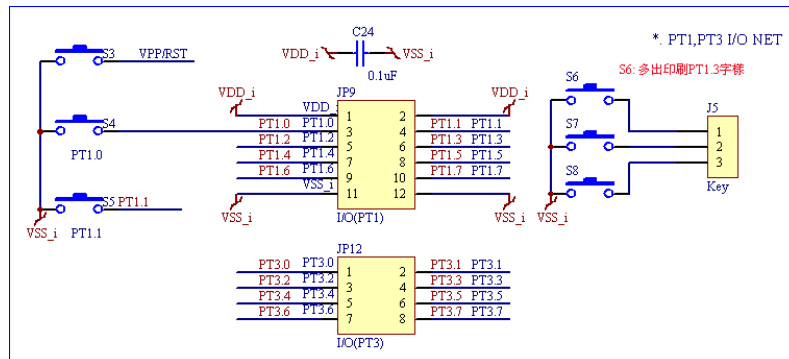 C24
VDD_i VSS_i
0.1uF
*. PT1,PT3 I/O NET
S6: 多出印刷PT1.3字樣
S3 VPP/RST
S4
PT1.0
S5 PT1.1
VSS_i PT1.1
JP9
VDD_i VDD_i
VDD_i 1 2
PT1.0 PT1.0 3 4 PT1.1 PT1.1
PT1.2 PT1.2 5 6 PT1.3 PT1.3
PT1.4 PT1.4 7 8 PT1.5 PT1.5
PT1.6 PT1.6 9 10 PT1.7 PT1.7
VSS_i 11 12
VSS_i VSS_i
I/O(PT1)
S6
S7
S8
VSS_i
J5
1
2
3
Key
JP12
PT3.0 PT3.0 1 2 PT3.1 PT3.1
PT3.2 PT3.2 3 4 PT3.3 PT3.3
PT3.4 PT3.4 5 6 PT3.5 PT3.5
PT3.6 PT3.6 7 8 PT3.7 PT3.7
I/O(PT3)